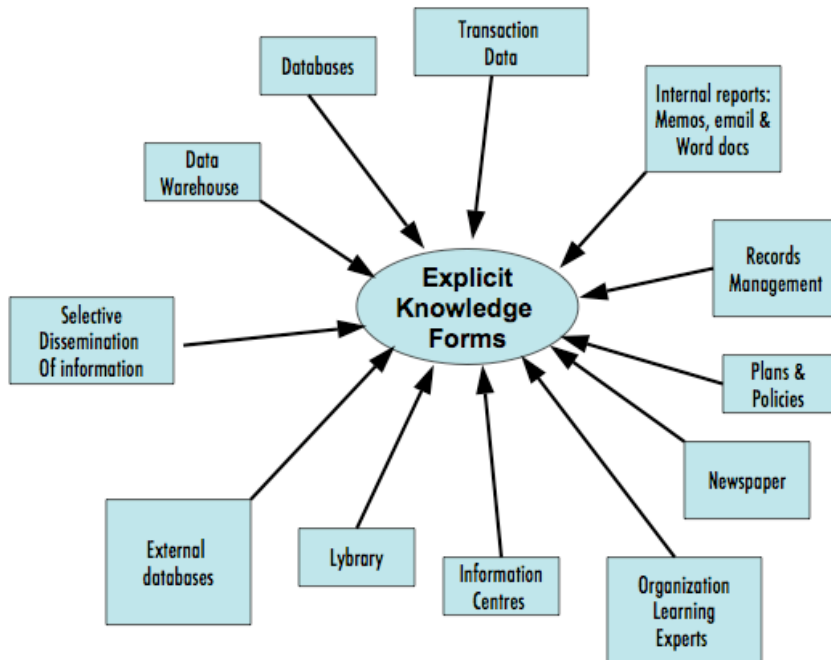 Transaction
Data
Databases
Internal reports:
Memos, email &
Word docs
Data
Warehouse
Records
Management
Explicit
Knowledge
Forms
Selective
Dissemination
Of information
Plans &
Policies
Newspaper
External
databases
Lybrary
Information
Centres
Organization
Learning
Experts